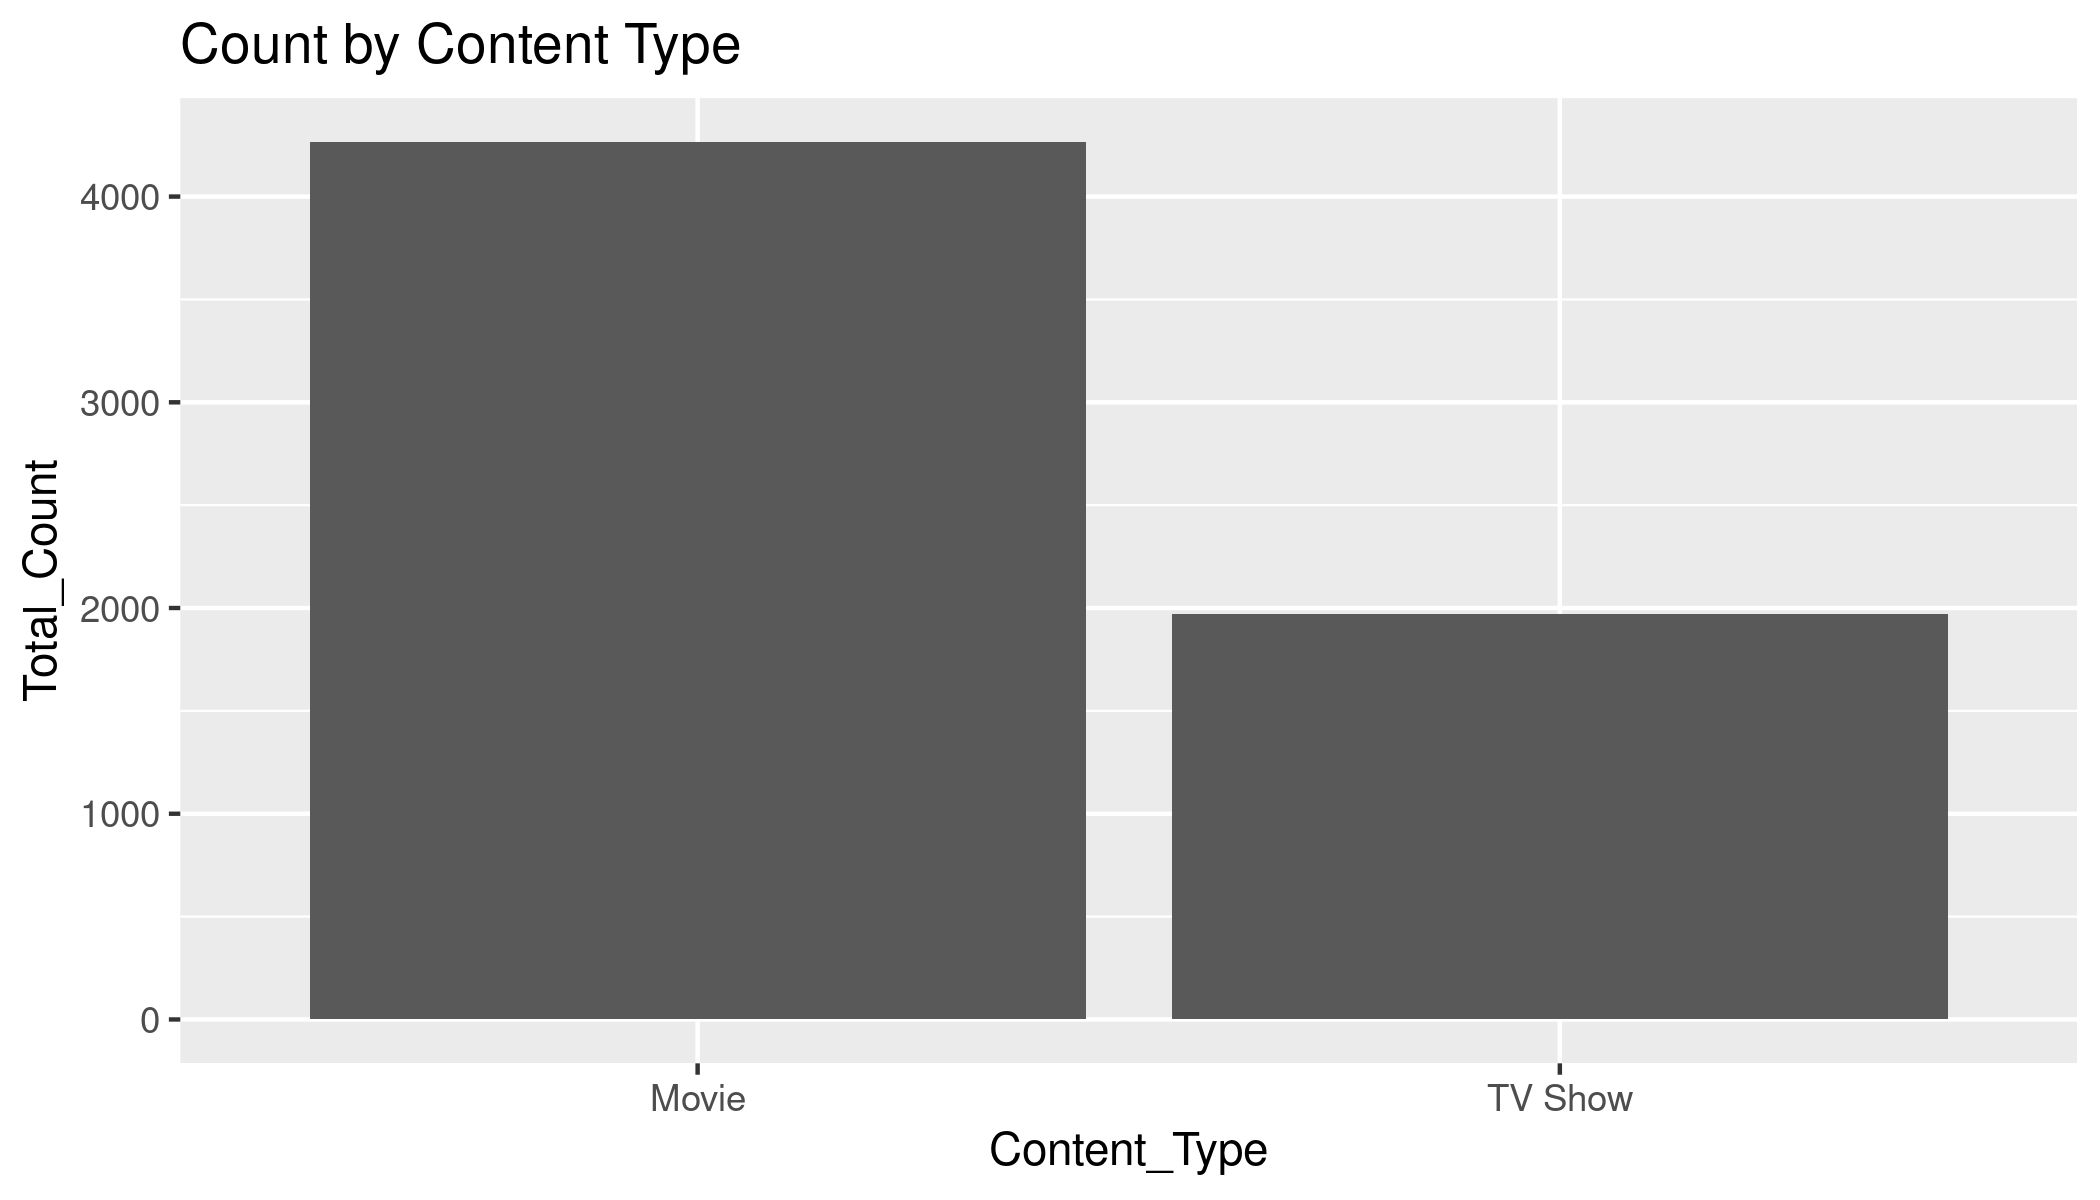 Count by Content Type
Total_Count
4000
3000
2000
1000
0
Movie
TV Show
Content_Type